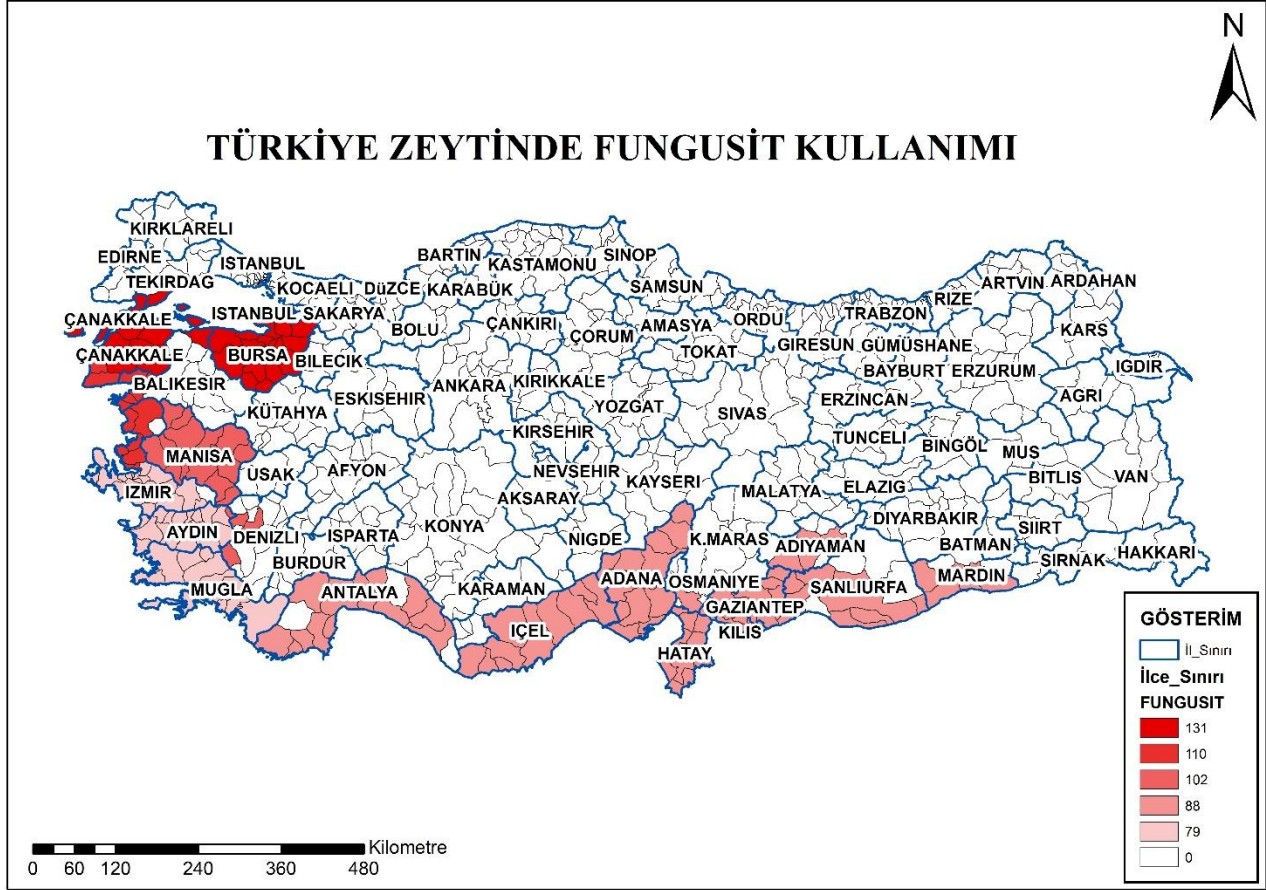 N
TÜRKİYE ZEYTİNDE FUNGUSİT KULLANIMI
KIRKLARELI
EDIRNE
ISTANBUL
TEKIRDAG
BARTIN
KASTAMONU
SINOP
KOCAELI
DüZCE
KARABÜK
SAMSUN
ARTVIN
ARDAHAN
RIZE
ÇANAKKALE
ISTANBUL
SAKARYA
BOLU
ÇANKIRI
ÇORUM
AMASYA
ORDU
TRABZON
KARS
ÇANAKKALE
BURSA
BILECIK
TOKAT
GIRESUN
GÜMÜSHANE
BALIKESIR
ANKARA
KIRIKKALE
BAYBURT
ERZURUM
IGDIR
KÜTAHYA
ESKISEHIR
YOZGAT
SIVAS
ERZINCAN
AGRI
KIRSEHIR
TUNCELI
BINGÖL
MUS
MANISA
USAK
AFYON
NEVSEHIR
KAYSERI
MALATYA
ELAZIG
BITLIS
VAN
IZMIR
AKSARAY
AYDIN
DENIZLI
ISPARTA
KONYA
NIGDE
K.MARAS
ADIYAMAN
DIYARBAKIR
BATMAN
SIIRT
SIRNAK
HAKKARI
BURDUR
MUGLA
ANTALYA
KARAMAN
ADANA
OSMANIYE
SANLIURFA
MARDIN
IÇEL
GAZIANTEP
KILIS
HATAY
GÖSTERİM
İl_Sınırı
İlce_Sınırı
FUNGUSIT
131
110
102
88
79
0
Kilometre
0 60 120 240 360 480